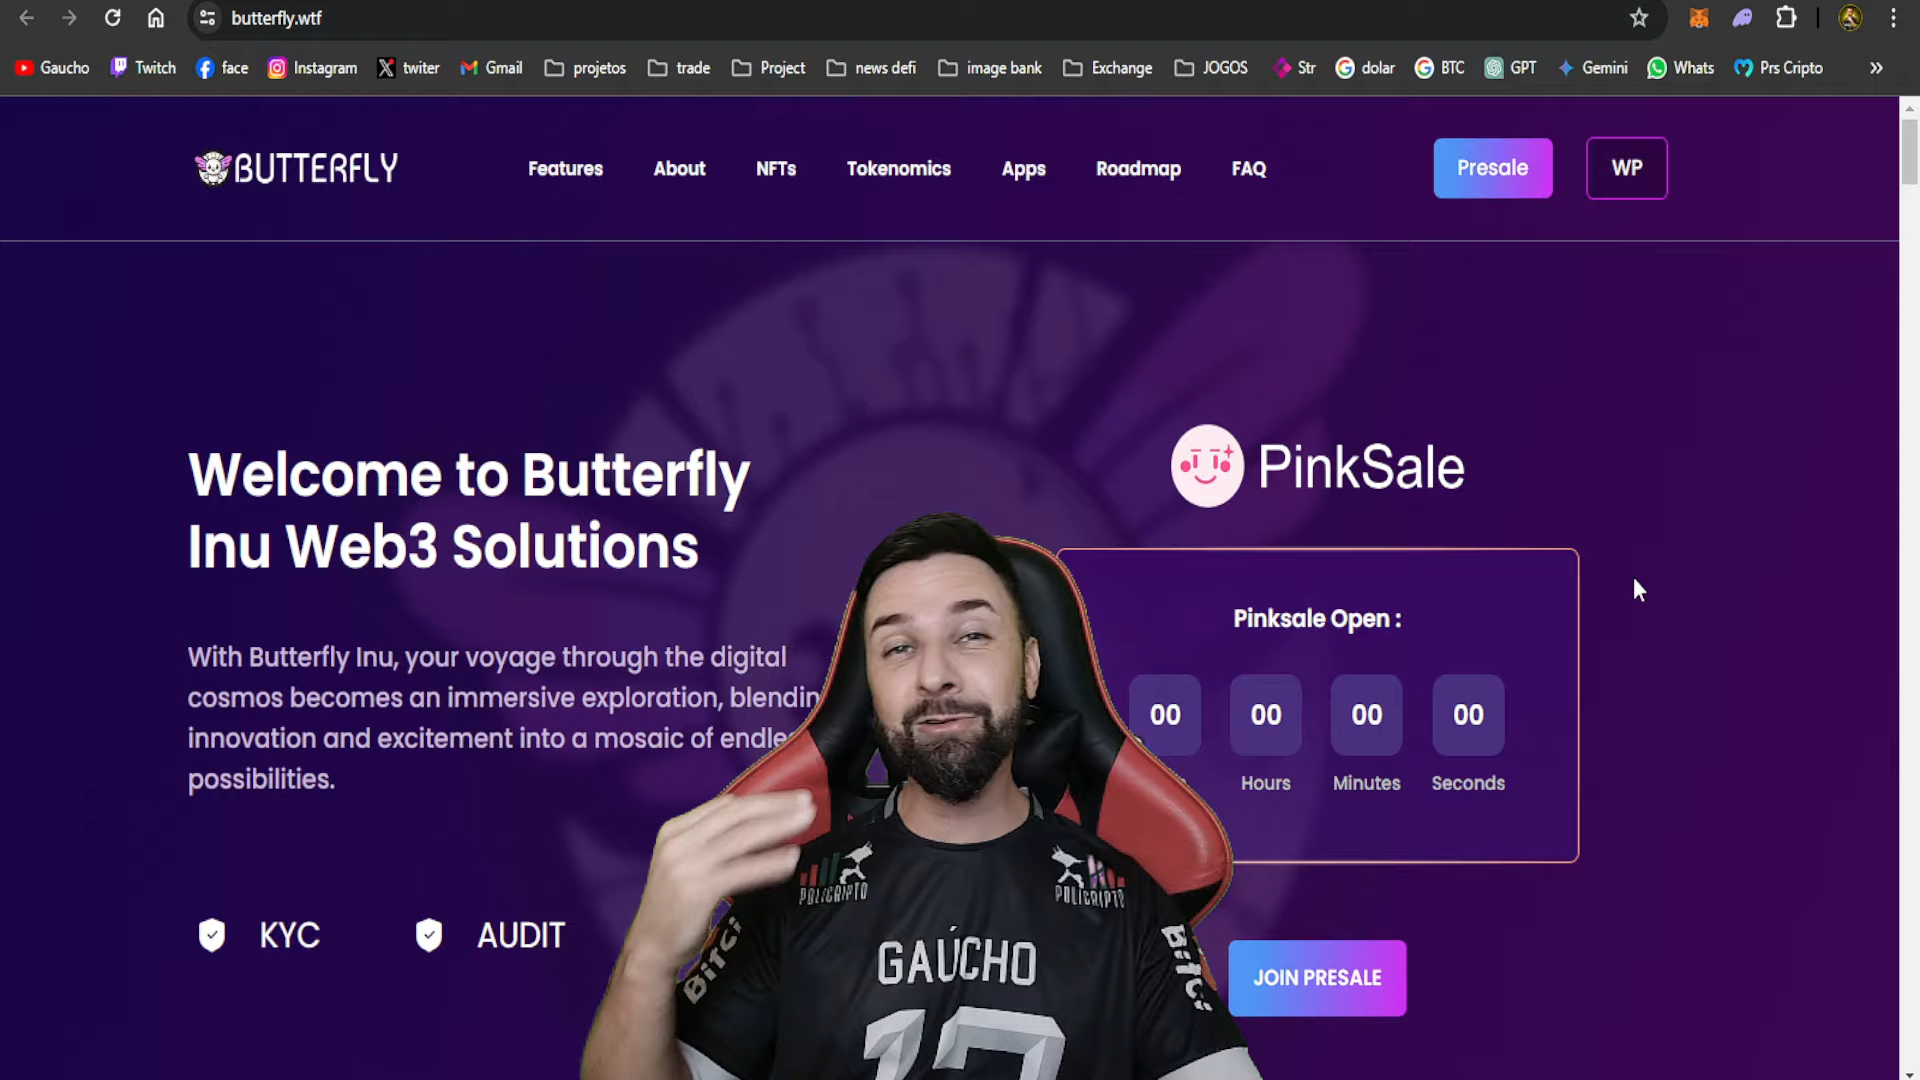 butterfly.wtf
Gaucho
Twitch
face
Instagram
twiter
Gmail
projetos
trade
Project
news defi
image bank
Exchange
JOGOS
Str
dolar
BTC
GPT
Gemini
Whats
Prs Cripto
BUTTERFLY
Features
About
NFTs
Tokenomics
Apps
Roadmap
FAQ
Presale
WP
Welcome to Butterfly
Inu Web3 Solutions
With Butterfly Inu, your voyage through the digital
cosmos becomes an immersive exploration, blendin
innovation and excitement into a mosaic of endle
possibilities.
KYC
AUDIT
PinkSale
Pinksale Open :
00
00
00
00
Hours
Minutes
Seconds
JOIN PRESALE
POLICRIPTO
POLICRIPTO
Bitci
Bitci
GAÚCHO